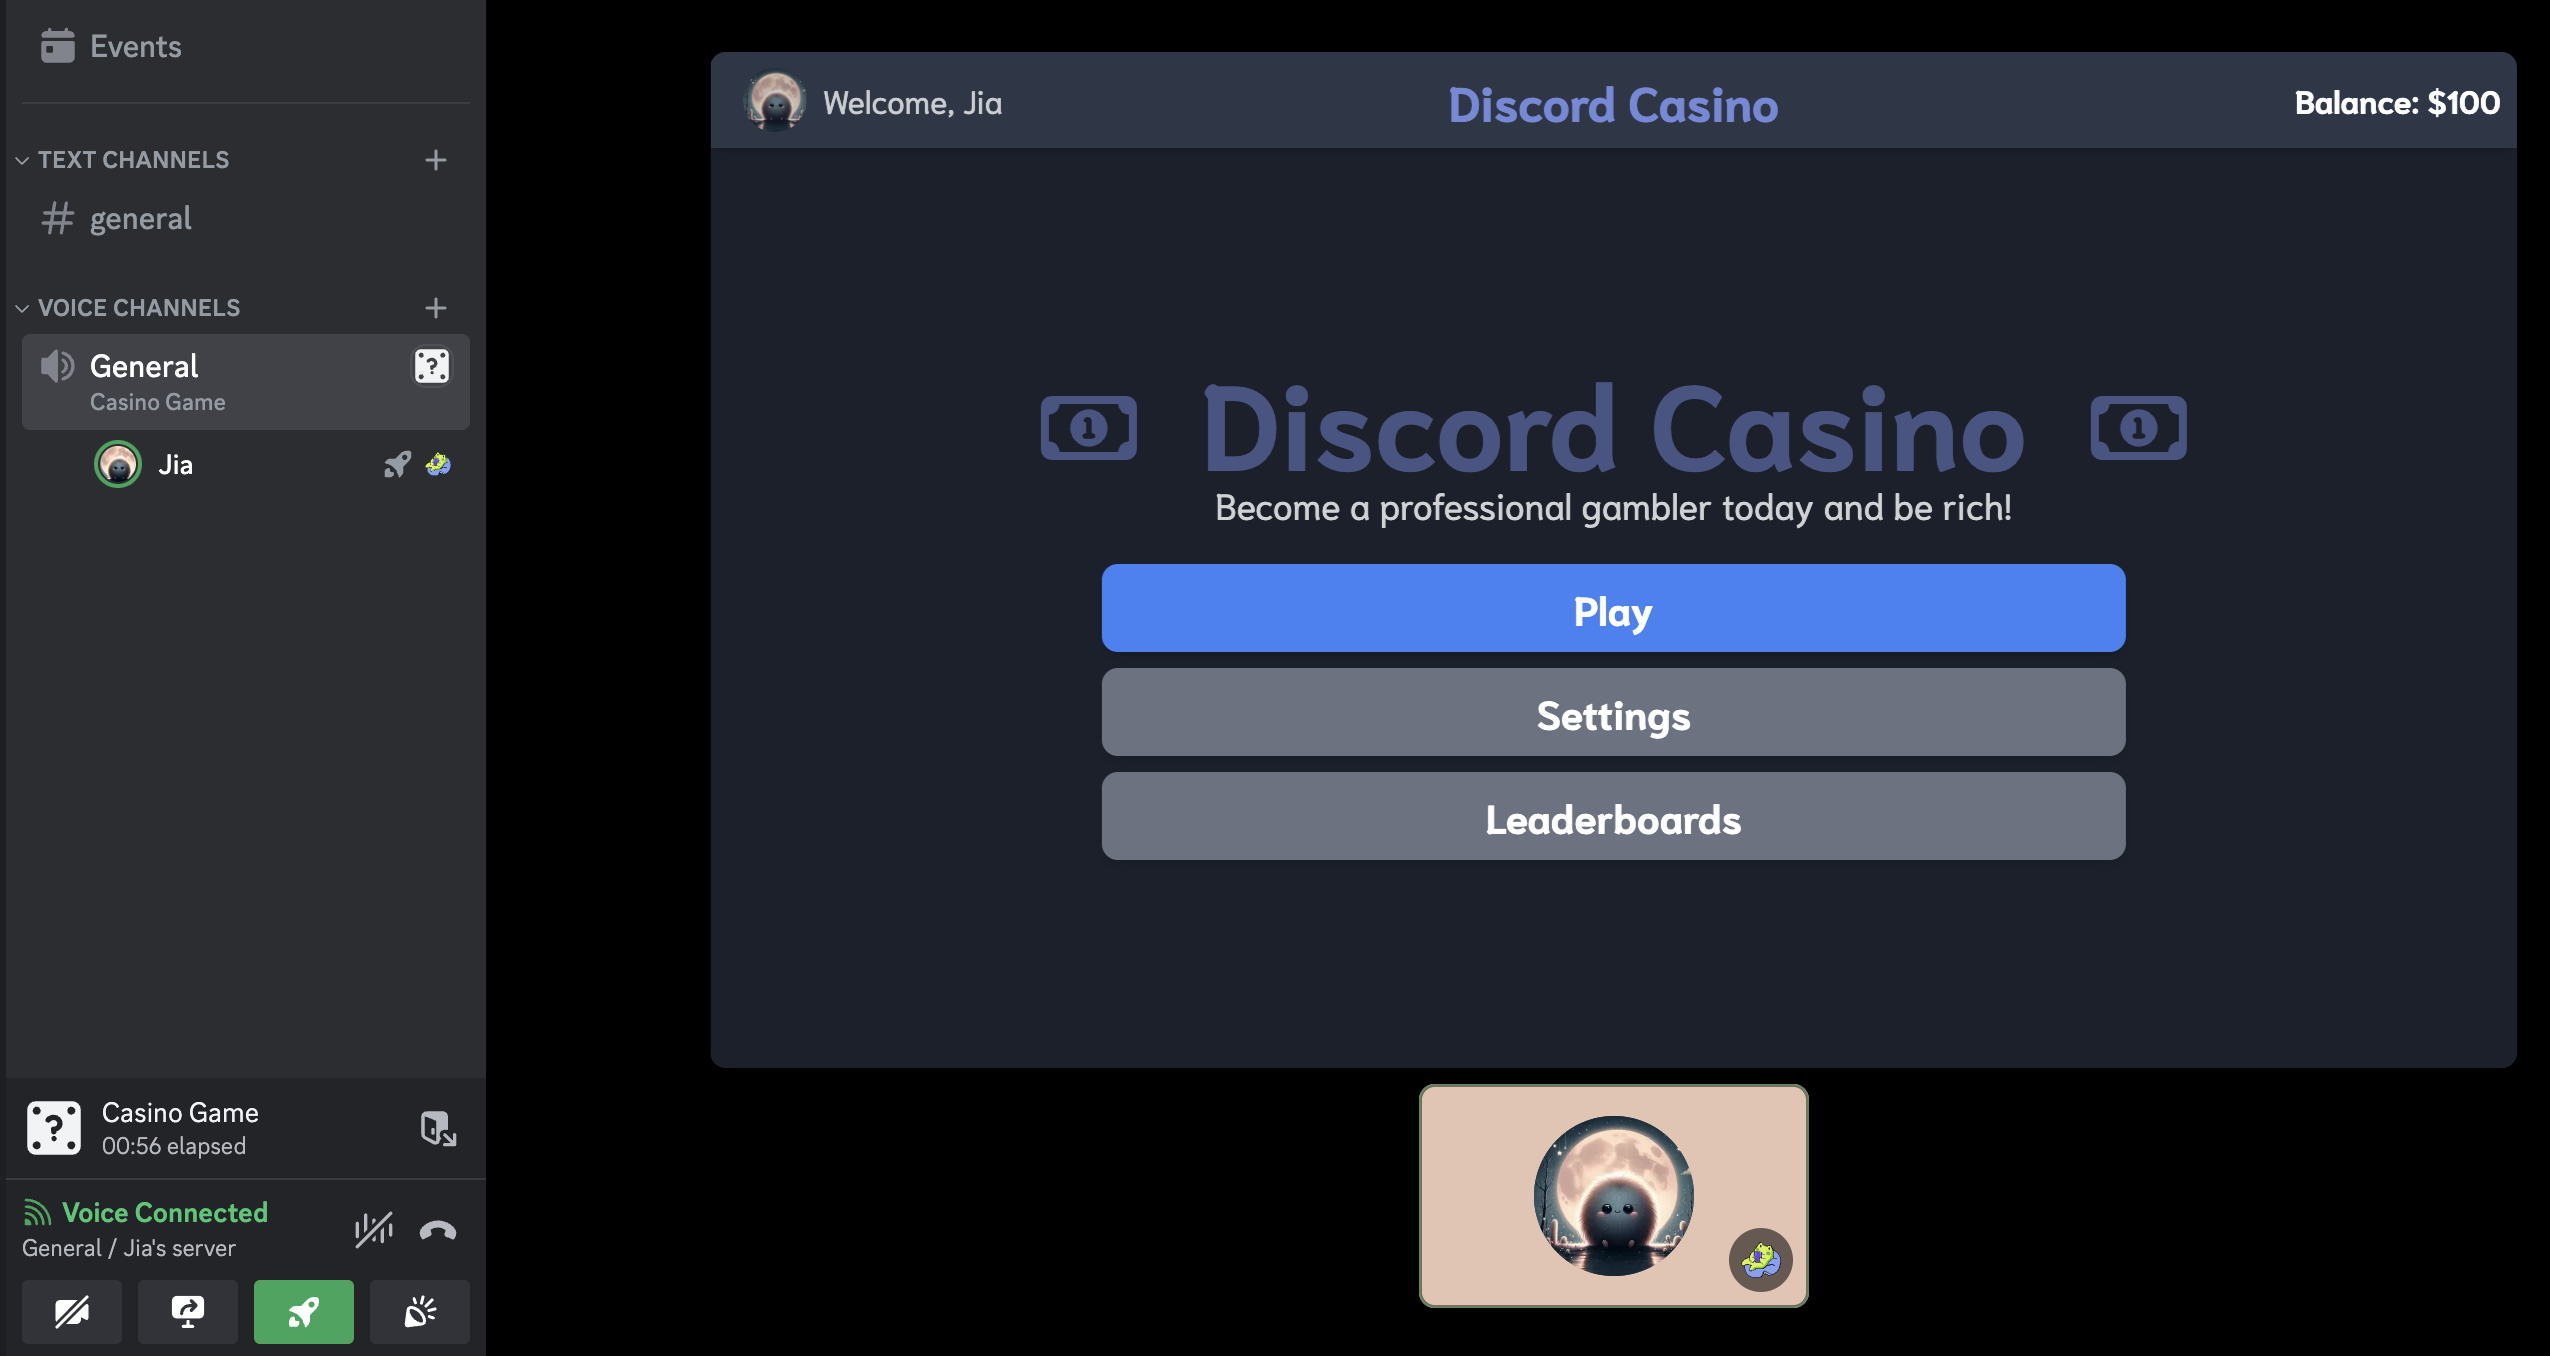 Events
TEXT CHANNELS
general
VOICE CHANNELS
General
Casino Game
Jia
Casino Game
00:56 elapsed
Voice Connected
General / Jia's server
Welcome, Jia
Discord Casino
Balance: $100
Discord Casino
Become a professional gambler today and be rich!
Play
Settings
Leaderboards